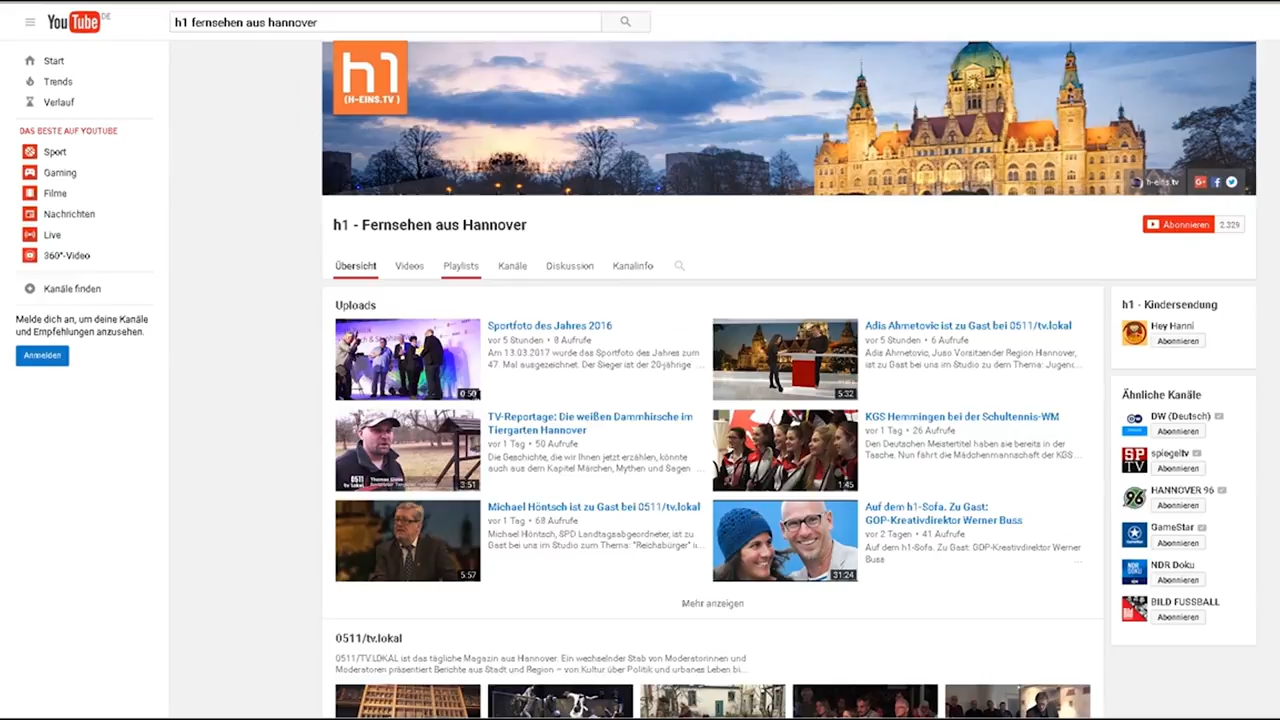 YouTube DE
h1 fernsehen aus hannover
Start
Trends
Verlauf
DAS BESTE AUF YOUTUBE
Sport
Gaming
Filme
Nachrichten
Live
360°-Video
Kanäle finden
Melde dich an, um deine Kanäle
und Empfehlungen anzusehen.
Anmelden
h1
(H-EINS.TV)
h-eins.tv
h1 - Fernsehen aus Hannover
Abonnieren 2.329
Übersicht Videos Playlists Kanäle Diskussion Kanalinfo
Uploads
0:50
Sportfoto des Jahres 2016
vor 5 Stunden • 8 Aufrufe
Am 13.03.2017 wurde das Sportfoto des Jahres zum
47. Mal ausgezeichnet. Der Sieger ist der 20-jährige ...
5:32
Adis Ahmetovic ist zu Gast bei 0511/tv.lokal
vor 5 Stunden • 6 Aufrufe
Adis Ahmetovic, Juso Vorsitzender Region Hannover,
ist zu Gast bei uns im Studio zu dem Thema: Jugen...
0511
tv.lokal
3:51
TV-Reportage: Die weißen Dammhirsche im
Tiergarten Hannover
vor 1 Tag • 50 Aufrufe
Die Geschichte, die wir Ihnen jetzt erzählen, könnte
auch aus dem Kapitel Märchen, Mythen und Sagen ...
1:45
KGS Hemmingen bei der Schultennis-WM
vor 1 Tag • 26 Aufrufe
Den Deutschen Meistertitel haben sie bereits in der
Tasche. Nun fährt die Mädchenmannschaft der KGS ...
5:57
Michael Höntsch ist zu Gast bei 0511/tv.lokal
vor 1 Tag • 68 Aufrufe
Michael Höntsch, SPD Landtagsabgeordneter, ist zu
Gast bei uns im Studio zum Thema: "Reichsbürger" i...
31:24
Auf dem h1-Sofa. Zu Gast:
GOP-Kreativdirektor Werner Buss
vor 2 Tagen • 41 Aufrufe
Auf dem h1-Sofa. Zu Gast: GDP-Kreativdirektor Werner
Buss
...
Mehr anzeigen
0511/tv.lokal
0511/TV.LOKAL ist das tägliche Magazin aus Hannover. Ein wechselnder Stab von Moderatorinnen und
Moderatoren präsentiert Berichte aus Stadt und Region – von Kultur über Politik und urbanes Leben bi...
h1 - Kindersendung
Hey Hanni
Abonnieren
Ähnliche Kanäle
DW (Deutsch)
Abonnieren
SP
TV
spiegeltv
Abonnieren
96
HANNOVER 96
Abonnieren
GameStar
Abonnieren
NDR
DOKU
NDR Doku
Abonnieren
Bild
BILD FUSSBALL
Abonnieren